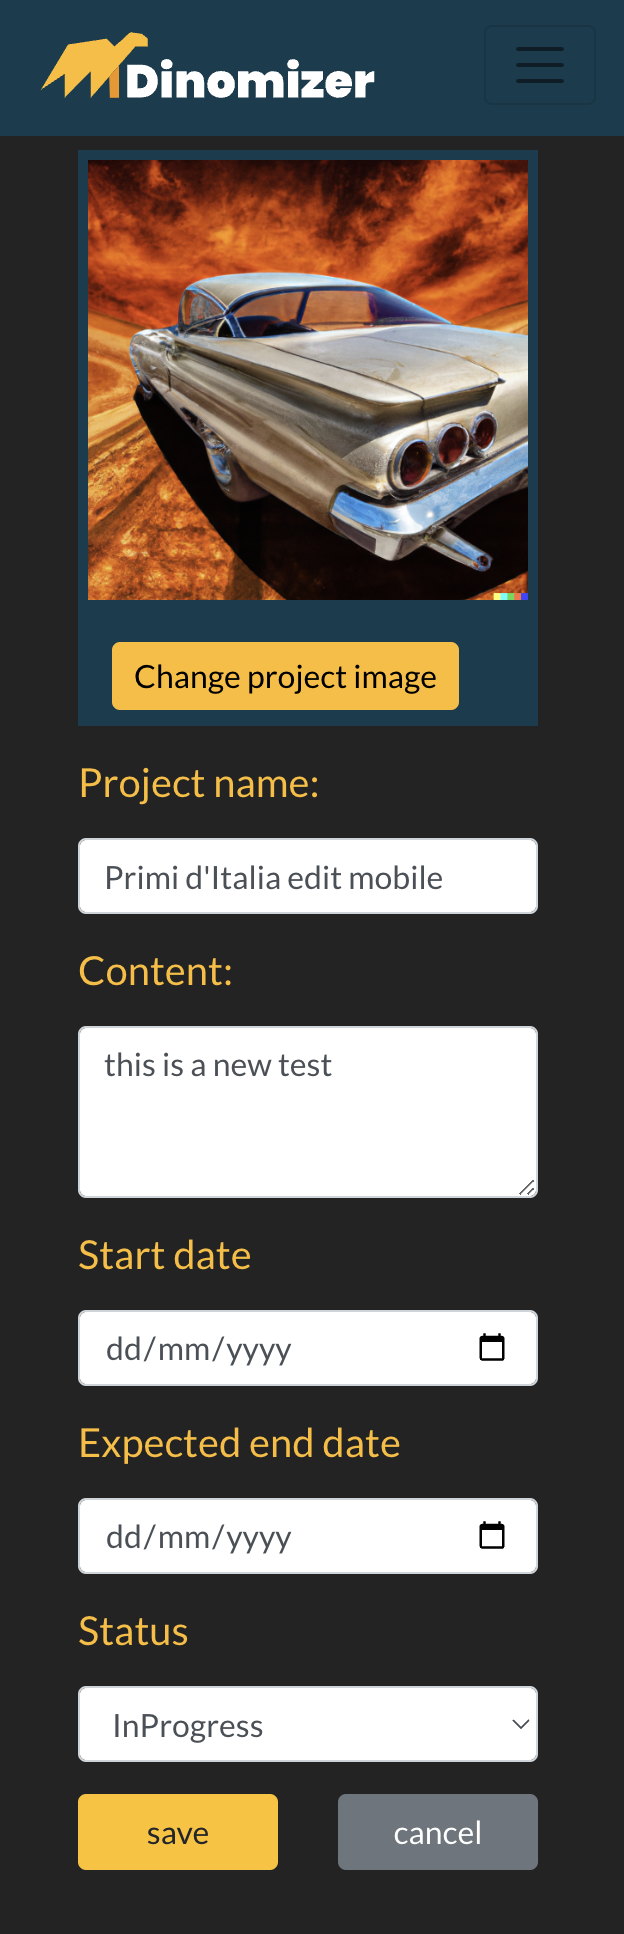 Dinomizer
Change project image
Project name:
Primi d'Italia edit mobile
Content:
this is a new test
Start date
dd/mm/yyyy
Expected end date
dd/mm/yyyy
Status
InProgress
save
cancel